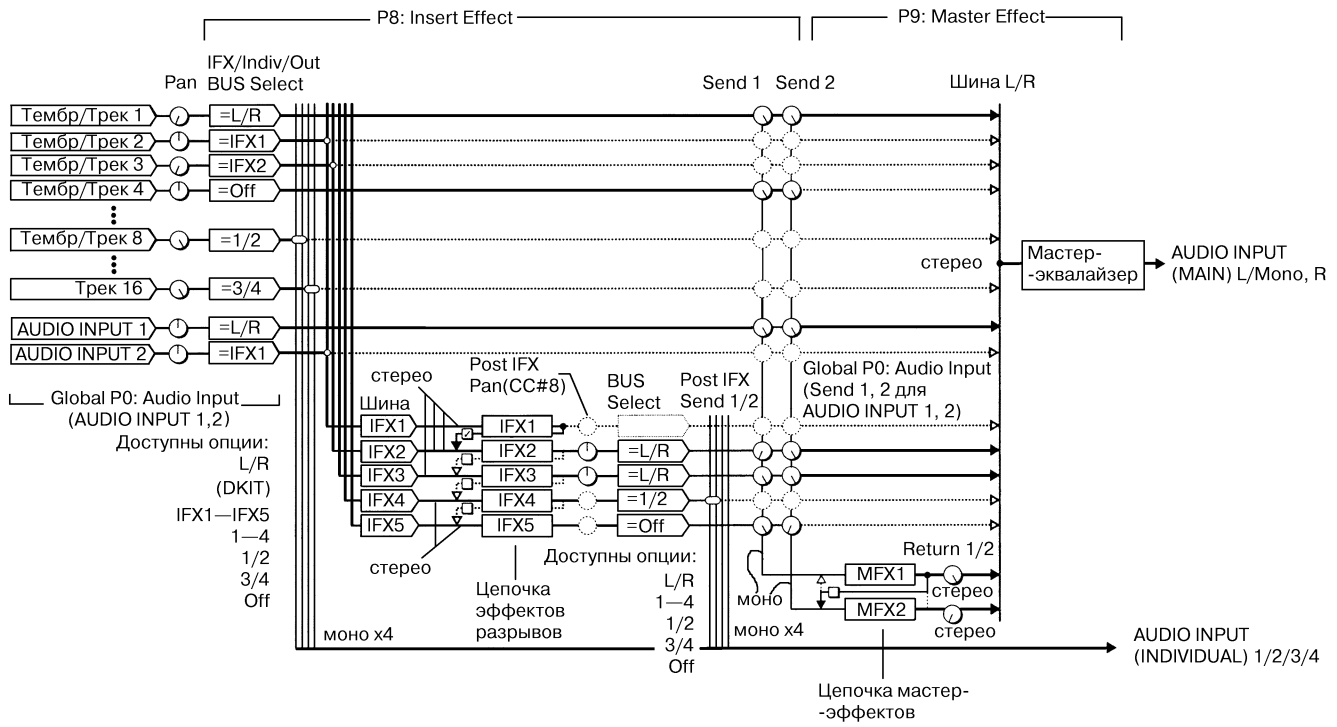 P8: Insert Effect
P9: Master Effect
IFX/Indiv/Out
Pan BUS Select
Send 1 Send 2
Шина L/R
Тембр/Трек 1 =L/R
Тембр/Трек 2 =IFX1
Тембр/Трек 3 =IFX2
Тембр/Трек 4 =Off
Тембр/Трек 8 =1/2
Трек 16 =3/4
AUDIO INPUT 1 =L/R
AUDIO INPUT 2 =IFX1
стерео
Мастер-
-эквалайзер
AUDIO INPUT
(MAIN) L/Mono, R
Global P0: Audio Input
(AUDIO INPUT 1,2)
Доступны опции:
L/R
(DKIT)
IFX1—IFX5
1—4
1/2
3/4
Off
стерео
Шина
Post IFX
Pan(CC#8)
BUS
Select
Post IFX
Send 1/2
Global P0: Audio Input
(Send 1, 2 для
AUDIO INPUT 1, 2)
IFX1 IFX1
IFX2 IFX2 =L/R
IFX3 IFX3 =L/R
IFX4 IFX4 =1/2
IFX5 IFX5 =Off
стерео
Цепочка
эффектов
разрывов
Доступны опции:
L/R
1—4
1/2
3/4
Off
моно
Return 1/2
MFX1
стерео
MFX2
стерео
моно x4
моно x4
AUDIO INPUT
(INDIVIDUAL) 1/2/3/4
Цепочка мастер-
-эффектов